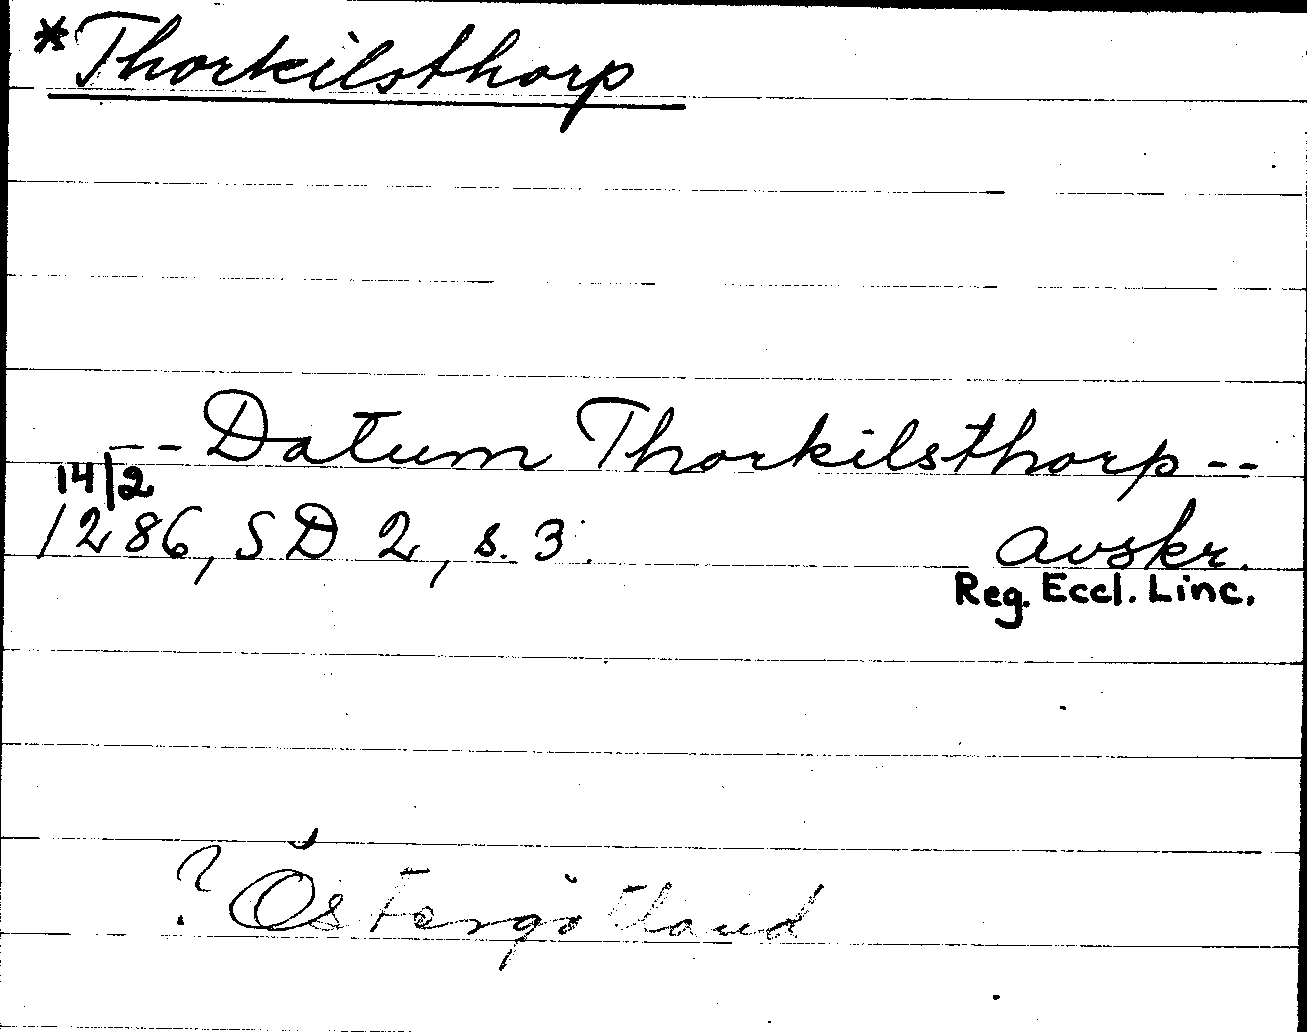 *Thorkilsthorp
-- Datum Thorkilsthorp --
14/2
1286, SD 2, s. 3.   avskr.
Reg. Eccl. Linc.
? Östergötland